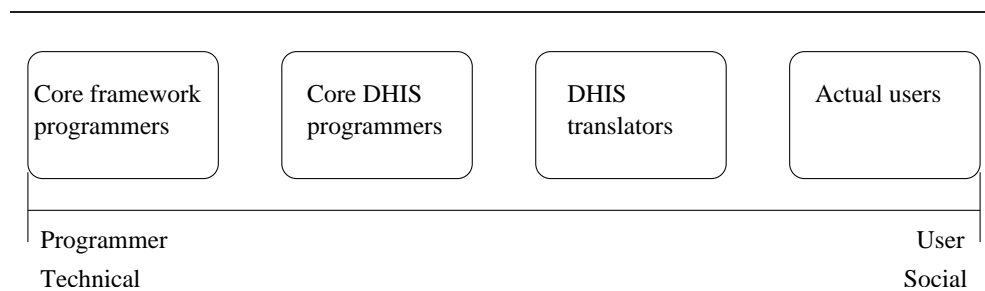 Core framework
programmers
Core DHIS
programmers
DHIS
translators
Actual users
Programmer
User
Technical
Social